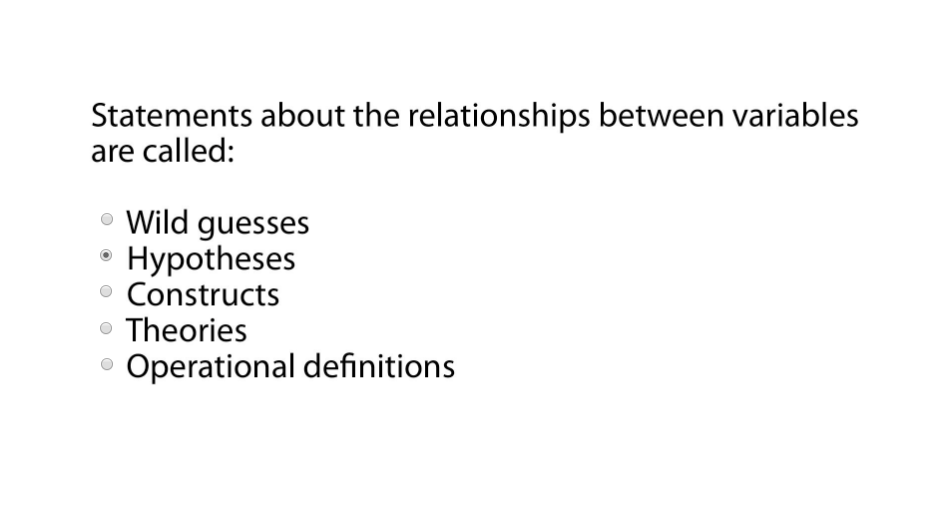 Statements about the relationships between variables
are called:
Wild guesses
Hypotheses
Constructs
Theories
Operational definitions